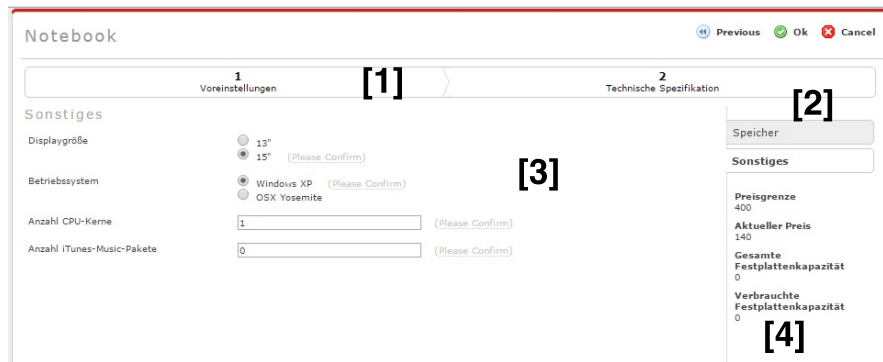 Notebook
Previous Ok Cancel
1
Voreinstellungen
[1]
2
Technische Spezifikation
[2]
Sonstiges
Displaygröße
13"
15" (Please Confirm)
Betriebssystem
Windows XP (Please Confirm)
OSX Yosemite
[3]
Anzahl CPU-Kerne
1
(Please Confirm)
Anzahl iTunes-Music-Pakete
0
(Please Confirm)
Speicher
Sonstiges
Preisgrenze
400
Aktueller Preis
140
Gesamte
Festplattenkapazität
0
Verbrauchte
Festplattenkapazität
0
[4]